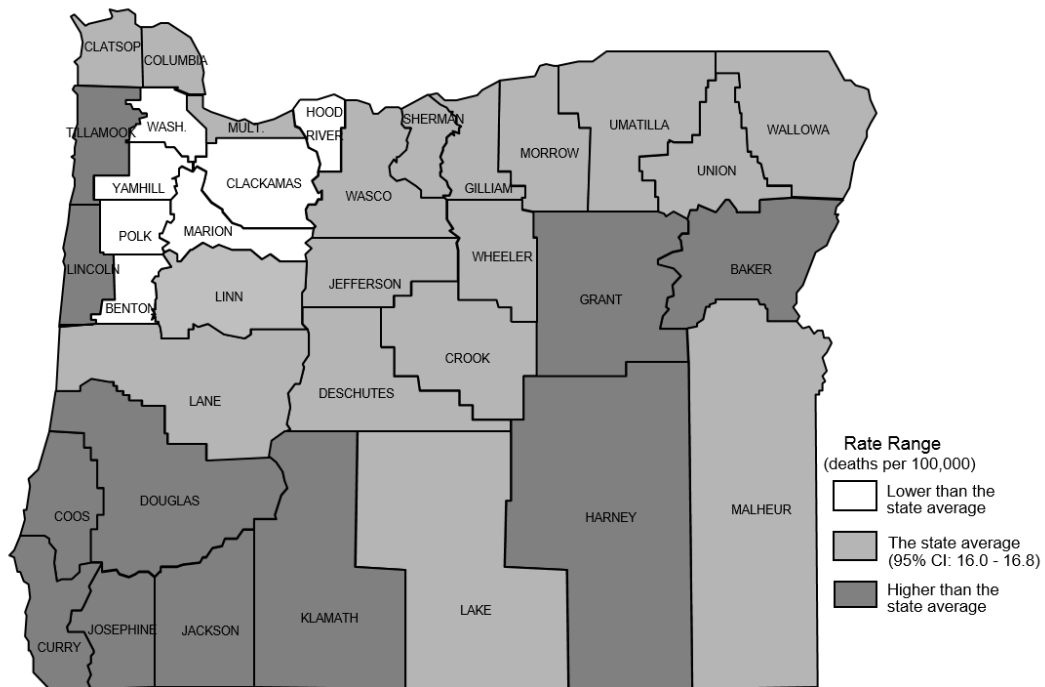 CLATSOP
COLUMBIA
TILLAMOOK
WASH.
MULT.
HOOD
RIVER
SHERMAN
UMATILLA
WALLOWA
MORROW
UNION
YAMHILL
CLACKAMAS
WASCO
GILLIAM
POLK
MARION
WHEELER
LINCOLN
BAKER
LINN
JEFFERSON
GRANT
BENTON
CROOK
LANE
DESCHUTES
Rate Range
(deaths per 100,000)
Lower than the
state average
The state average
(95% CI: 16.0 - 16.8)
Higher than the
state average
DOUGLAS
COOS
HARNEY
MALHEUR
LAKE
KLAMATH
JOSEPHINE
JACKSON
CURRY